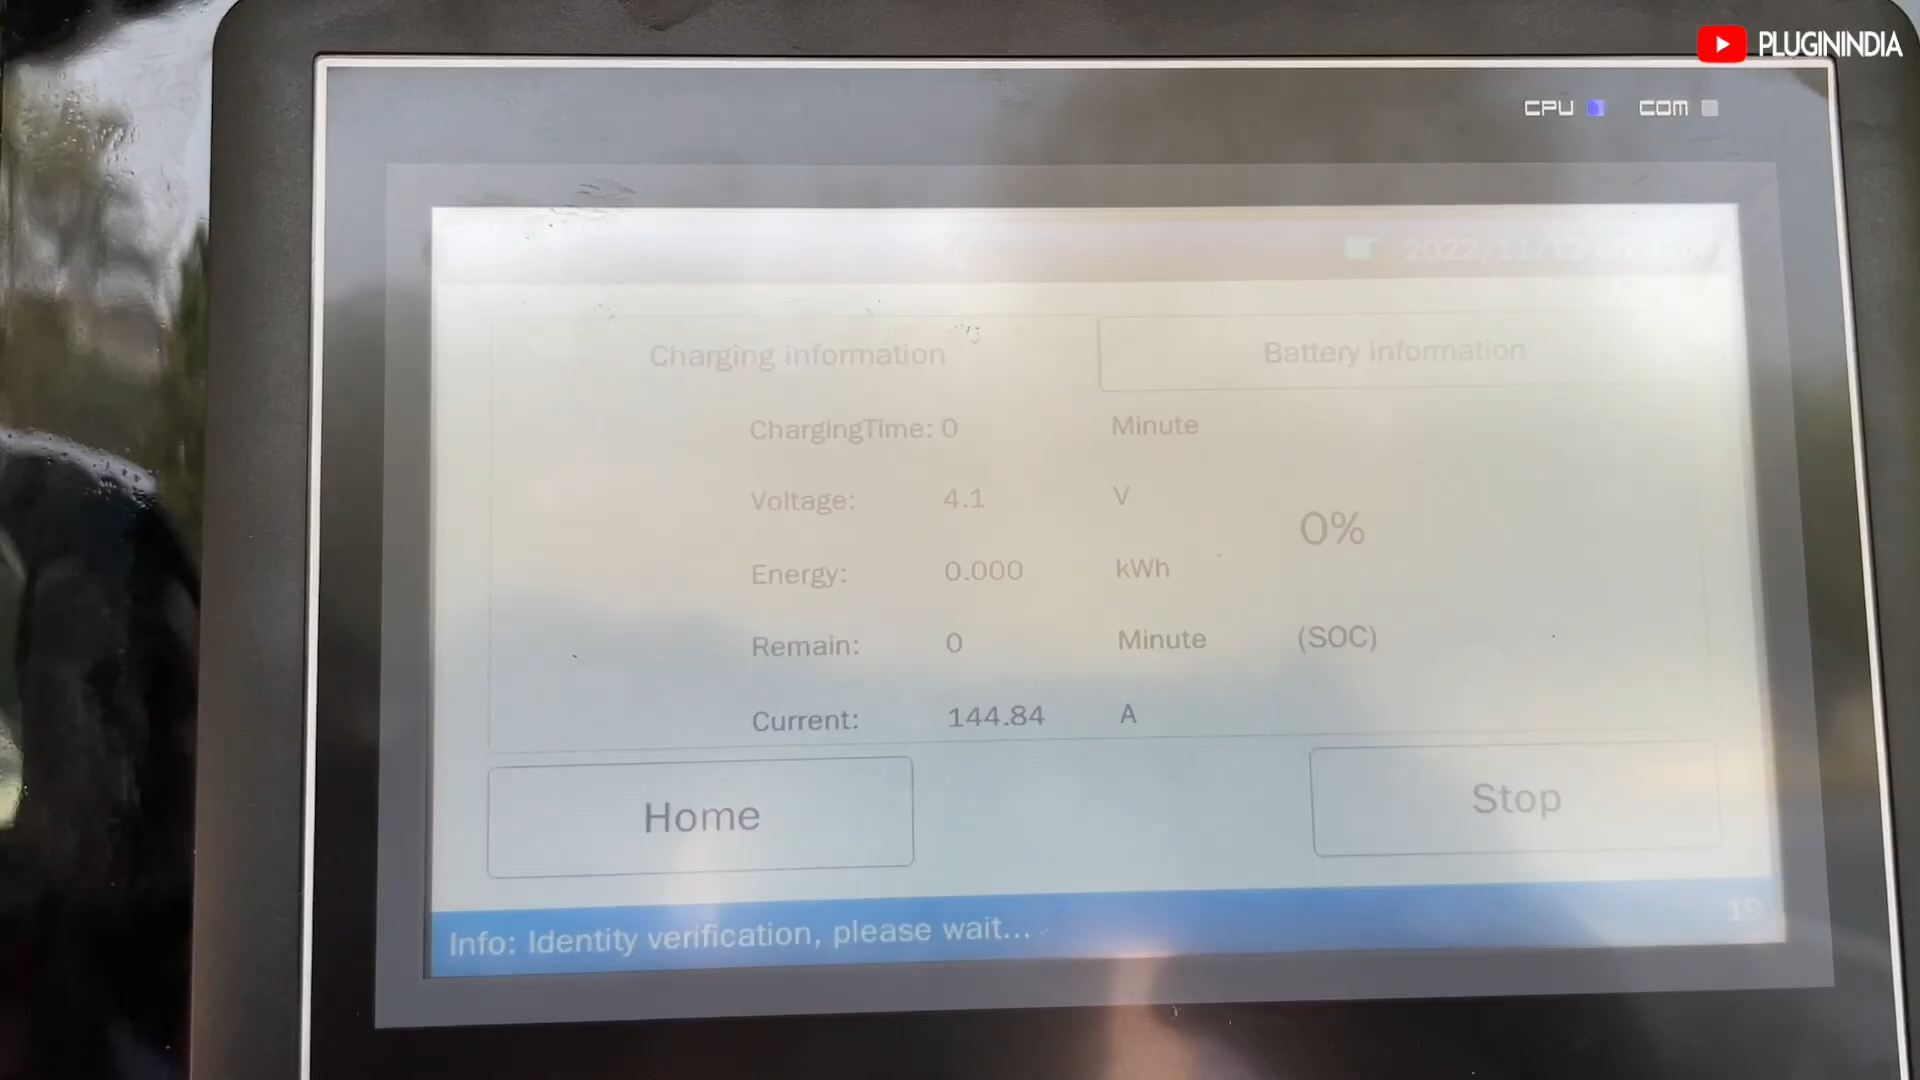 PLUGININDIA
CPU COM
Charging information Battery information
ChargingTime: 0 Minute
Voltage: 4.1 V
0%
Energy: 0.000 kWh
Remain: 0 Minute (SOC)
Current: 144.84 A
Home Stop
Info: Identity verification, please wait... 19